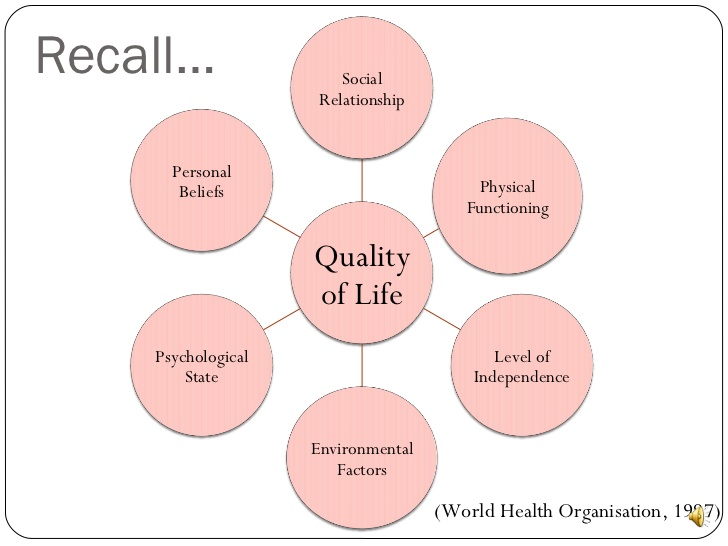 Recall...
Social
Relationship
Physical
Functioning
Level of
Independence
Environmental
Factors
Psychological
State
Personal
Beliefs
Quality
of Life
(World Health Organisation, 1997)